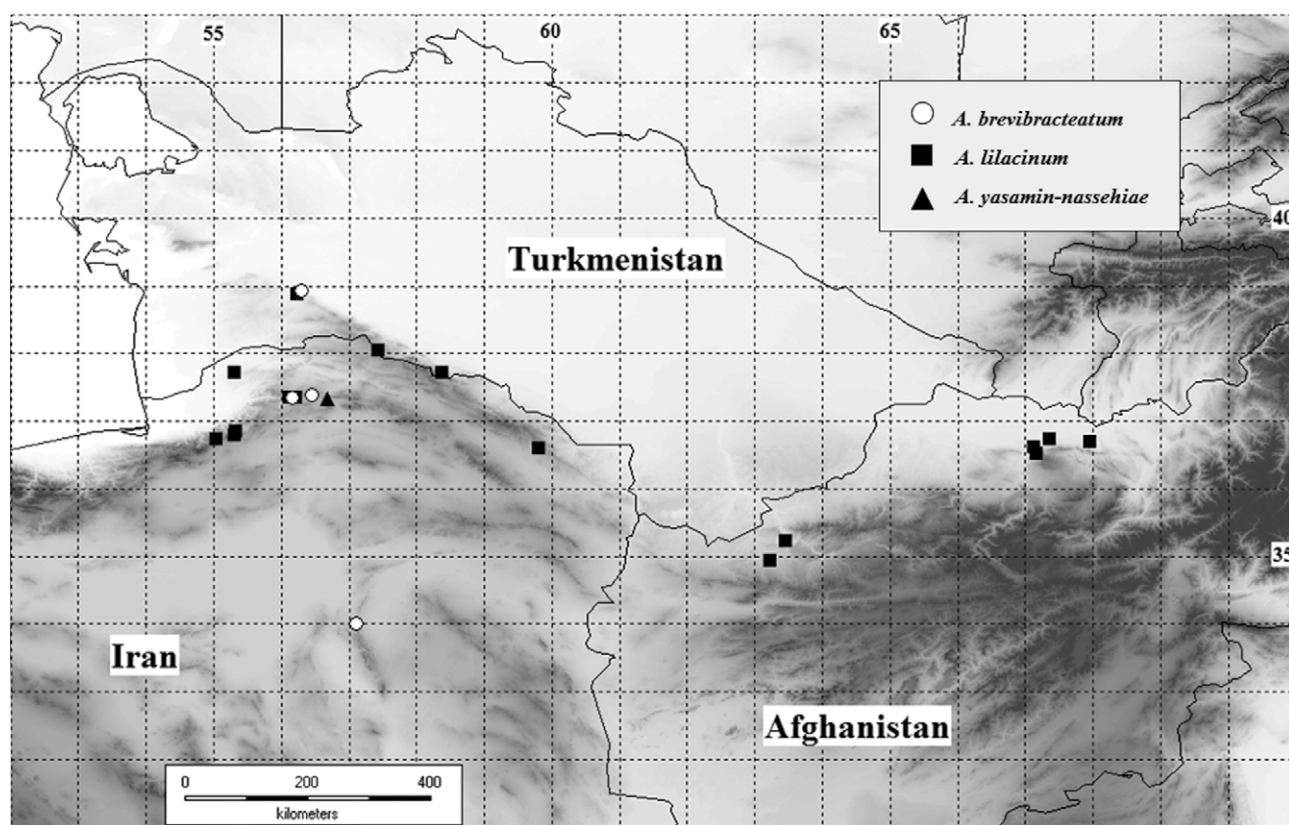 55 60 65
A. brevibracteatum
A. lilacinum
A. yasamin-nassehiae
40
Turkmenistan
35
Iran
Afghanistan
0 200 400
kilometers